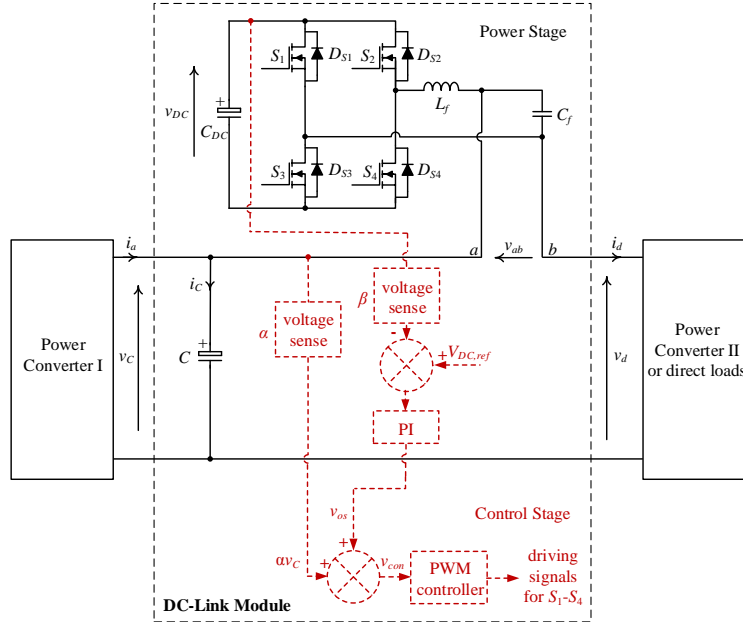 Power Stage
S1
DS1
S2
DS2
vDC
+
CDC
Lf
Cf
S3
DS3
S4
DS4
ia
a
vab
b
id
iC
α
voltage
sense
β
voltage
sense
Power
Converter I
vC
+
C
-
+
VDC,ref
PI
vd
Power
Converter II
or direct loads
vos
Control Stage
+
αvC
+
vcon
PWM
controller
driving
signals
for S1-S4
DC-Link Module